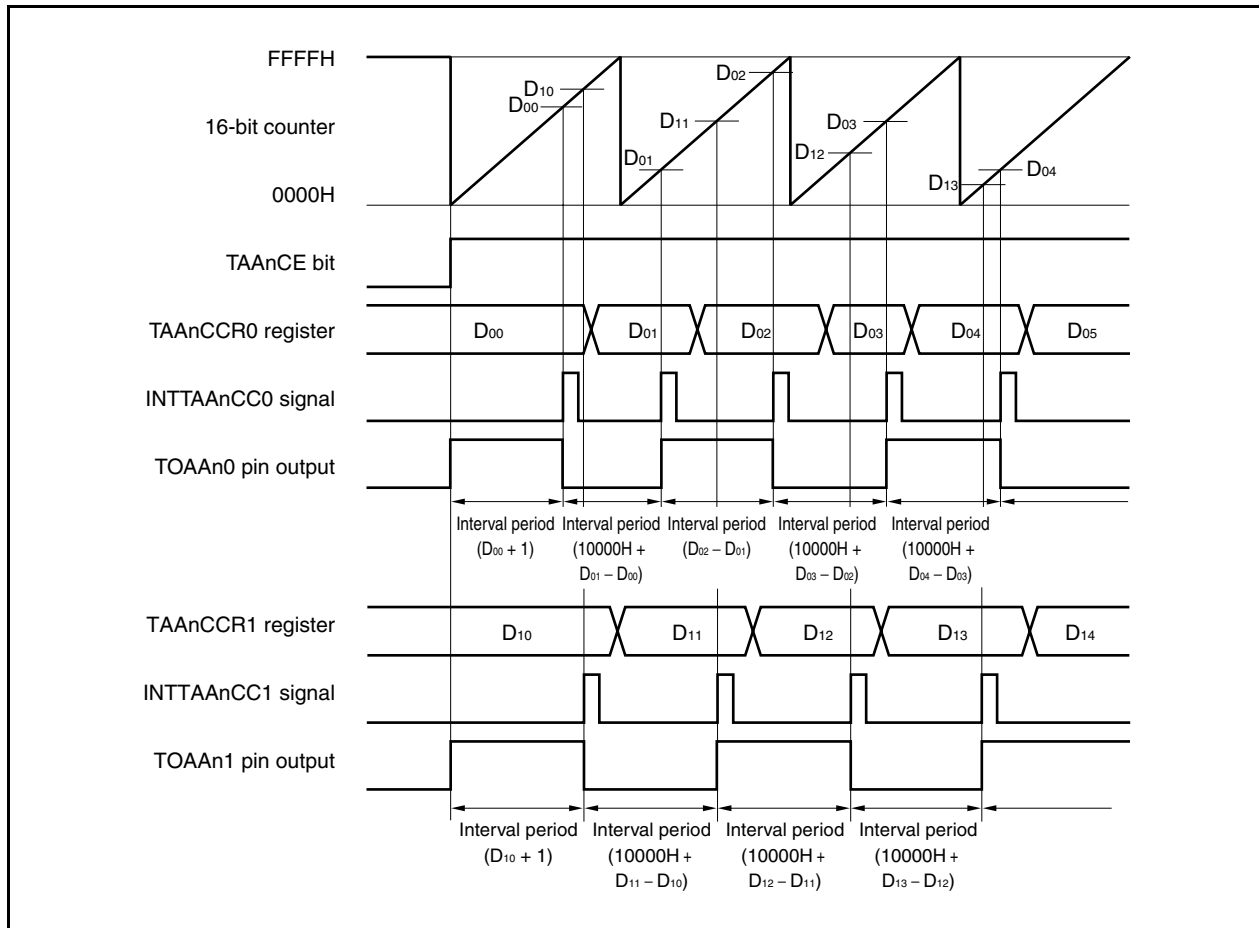 FFFFH
16-bit counter
0000H
D10
D00
D01
D11
D02
D12
D03
D13
D04
TAAnCE bit
TAAnCCR0 register
D00 D01 D02 D03 D04 D05
INTTAAnCC0 signal
TOAAn0 pin output
Interval period
(D00 + 1)
Interval period
(10000H +
D01 – D00)
Interval period
(D02 – D01)
Interval period
(10000H +
D03 – D02)
Interval period
(10000H +
D04 – D03)
TAAnCCR1 register
D10 D11 D12 D13 D14
INTTAAnCC1 signal
TOAAn1 pin output
Interval period
(D10 + 1)
Interval period
(10000H +
D11 – D10)
Interval period
(10000H +
D12 – D11)
Interval period
(10000H +
D13 – D12)